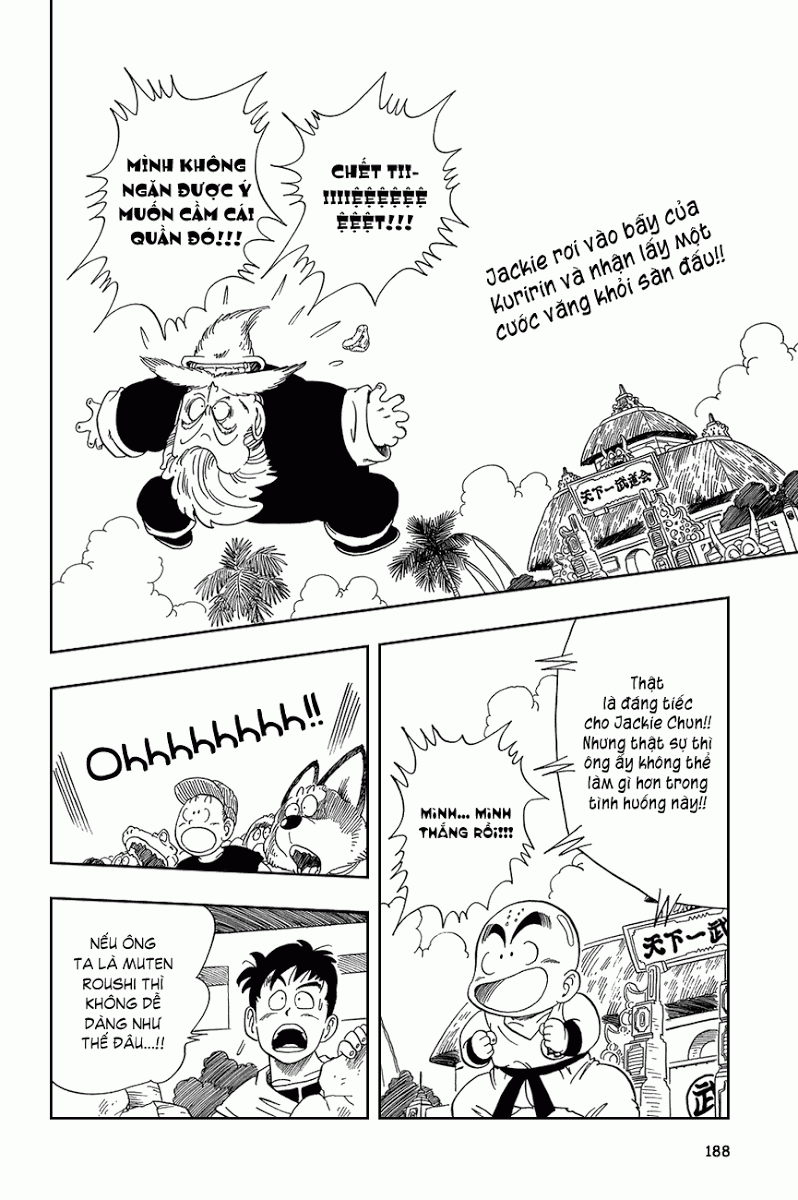 CHẾT TII-
IIIIỆỆỆỆỆỆ
ỆỆỆT!!!
MÌNH KHÔNG
NGĂN ĐƯỢC Ý
MUỐN CẦM CÁI
QUẦN ĐÓ!!!
Jackie rơi vào bẫy của
Kuririn và nhận lấy một
cước văng khỏi sàn đấu!!
天下一武道会
Ohhhhhhhhh!!
Thật
là đáng tiếc
cho Jackie Chun!!
Nhưng thật sự thì
ông ấy không thể
làm gì hơn trong
tình huống này!!
MÌNH... MÌNH
THẮNG RỒI!!!
天下一武
武
NẾU ÔNG
TA LÀ MUTEN
ROUSHI THÌ
KHÔNG DỄ
DÀNG NHƯ
THẾ ĐÂU...!!
188